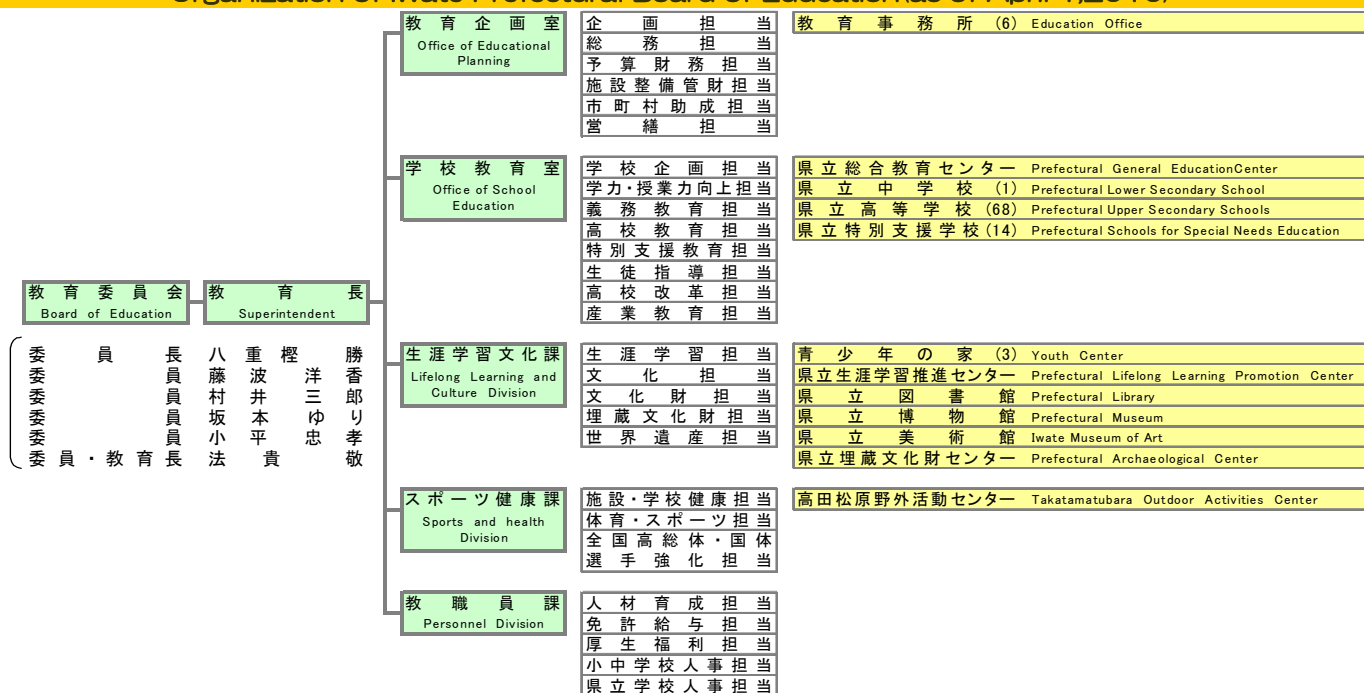 Organization of Iwate Prefectural Board of Education (as of April 1,2010)
教育企画室
Office of Educational
Planning
企画担当
総務担当
予算財務担当
施設整備管財担当
市町村助成担当
営繕担当
教育事務所(6) Education Office
学校教育室
Office of School
Education
学校企画担当
学力・授業力向上担当
義務教育担当
高校教育担当
特別支援教育担当
生徒指導担当
高校改革担当
産業教育担当
県立総合教育センター Prefectural General EducationCenter
県立中学校(1) Prefectural Lower Secondary School
県立高等学校(68) Prefectural Upper Secondary Schools
県立特別支援学校(14) Prefectural Schools for Special Needs Education
教育委員会
Board of Education
教育長
Superintendent
委員長 八重樫勝
委員 藤波洋香
委員 村井三郎
委員 坂本ゆり
委員 小平忠孝
委員・教育長 法貴敬
生涯学習文化課
Lifelong Learning and
Culture Division
生涯学習担当
文化担当
文化財担当
埋蔵文化財担当
世界遺産担当
青少年の家(3) Youth Center
県立生涯学習推進センター Prefectural Lifelong Learning Promotion Center
県立図書館 Prefectural Library
県立博物館 Prefectural Museum
県立美術館 Iwate Museum of Art
県立埋蔵文化財センター Prefectural Archaeological Center
スポーツ健康課
Sports and health
Division
施設・学校健康担当
体育・スポーツ担当
全国高総体・国体
選手強化担当
高田松原野外活動センター Takatamatubara Outdoor Activities Center
教職員課
Personnel Division
人材育成担当
免許給与担当
厚生福利担当
小中学校人事担当
県立学校人事担当